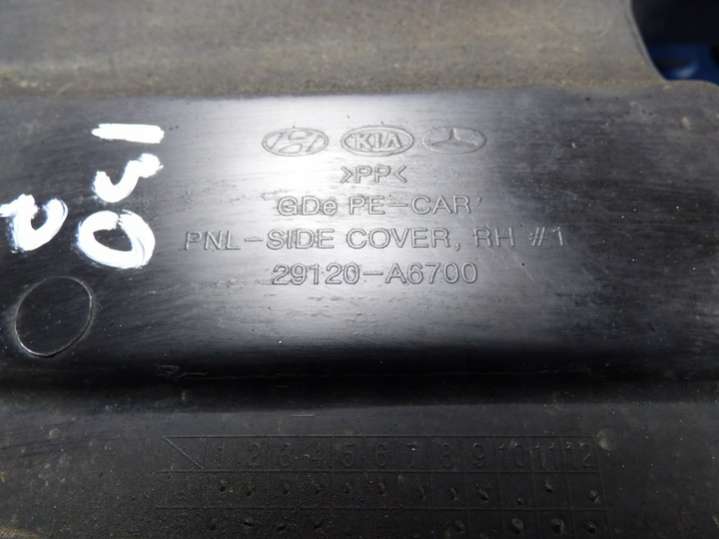 KIA
>PP<
GDe PE-CAR
PNL-SIDE COVER, RH #1
29120-A6700
1 2 3 4 5 6 7 8 9 10 11 12